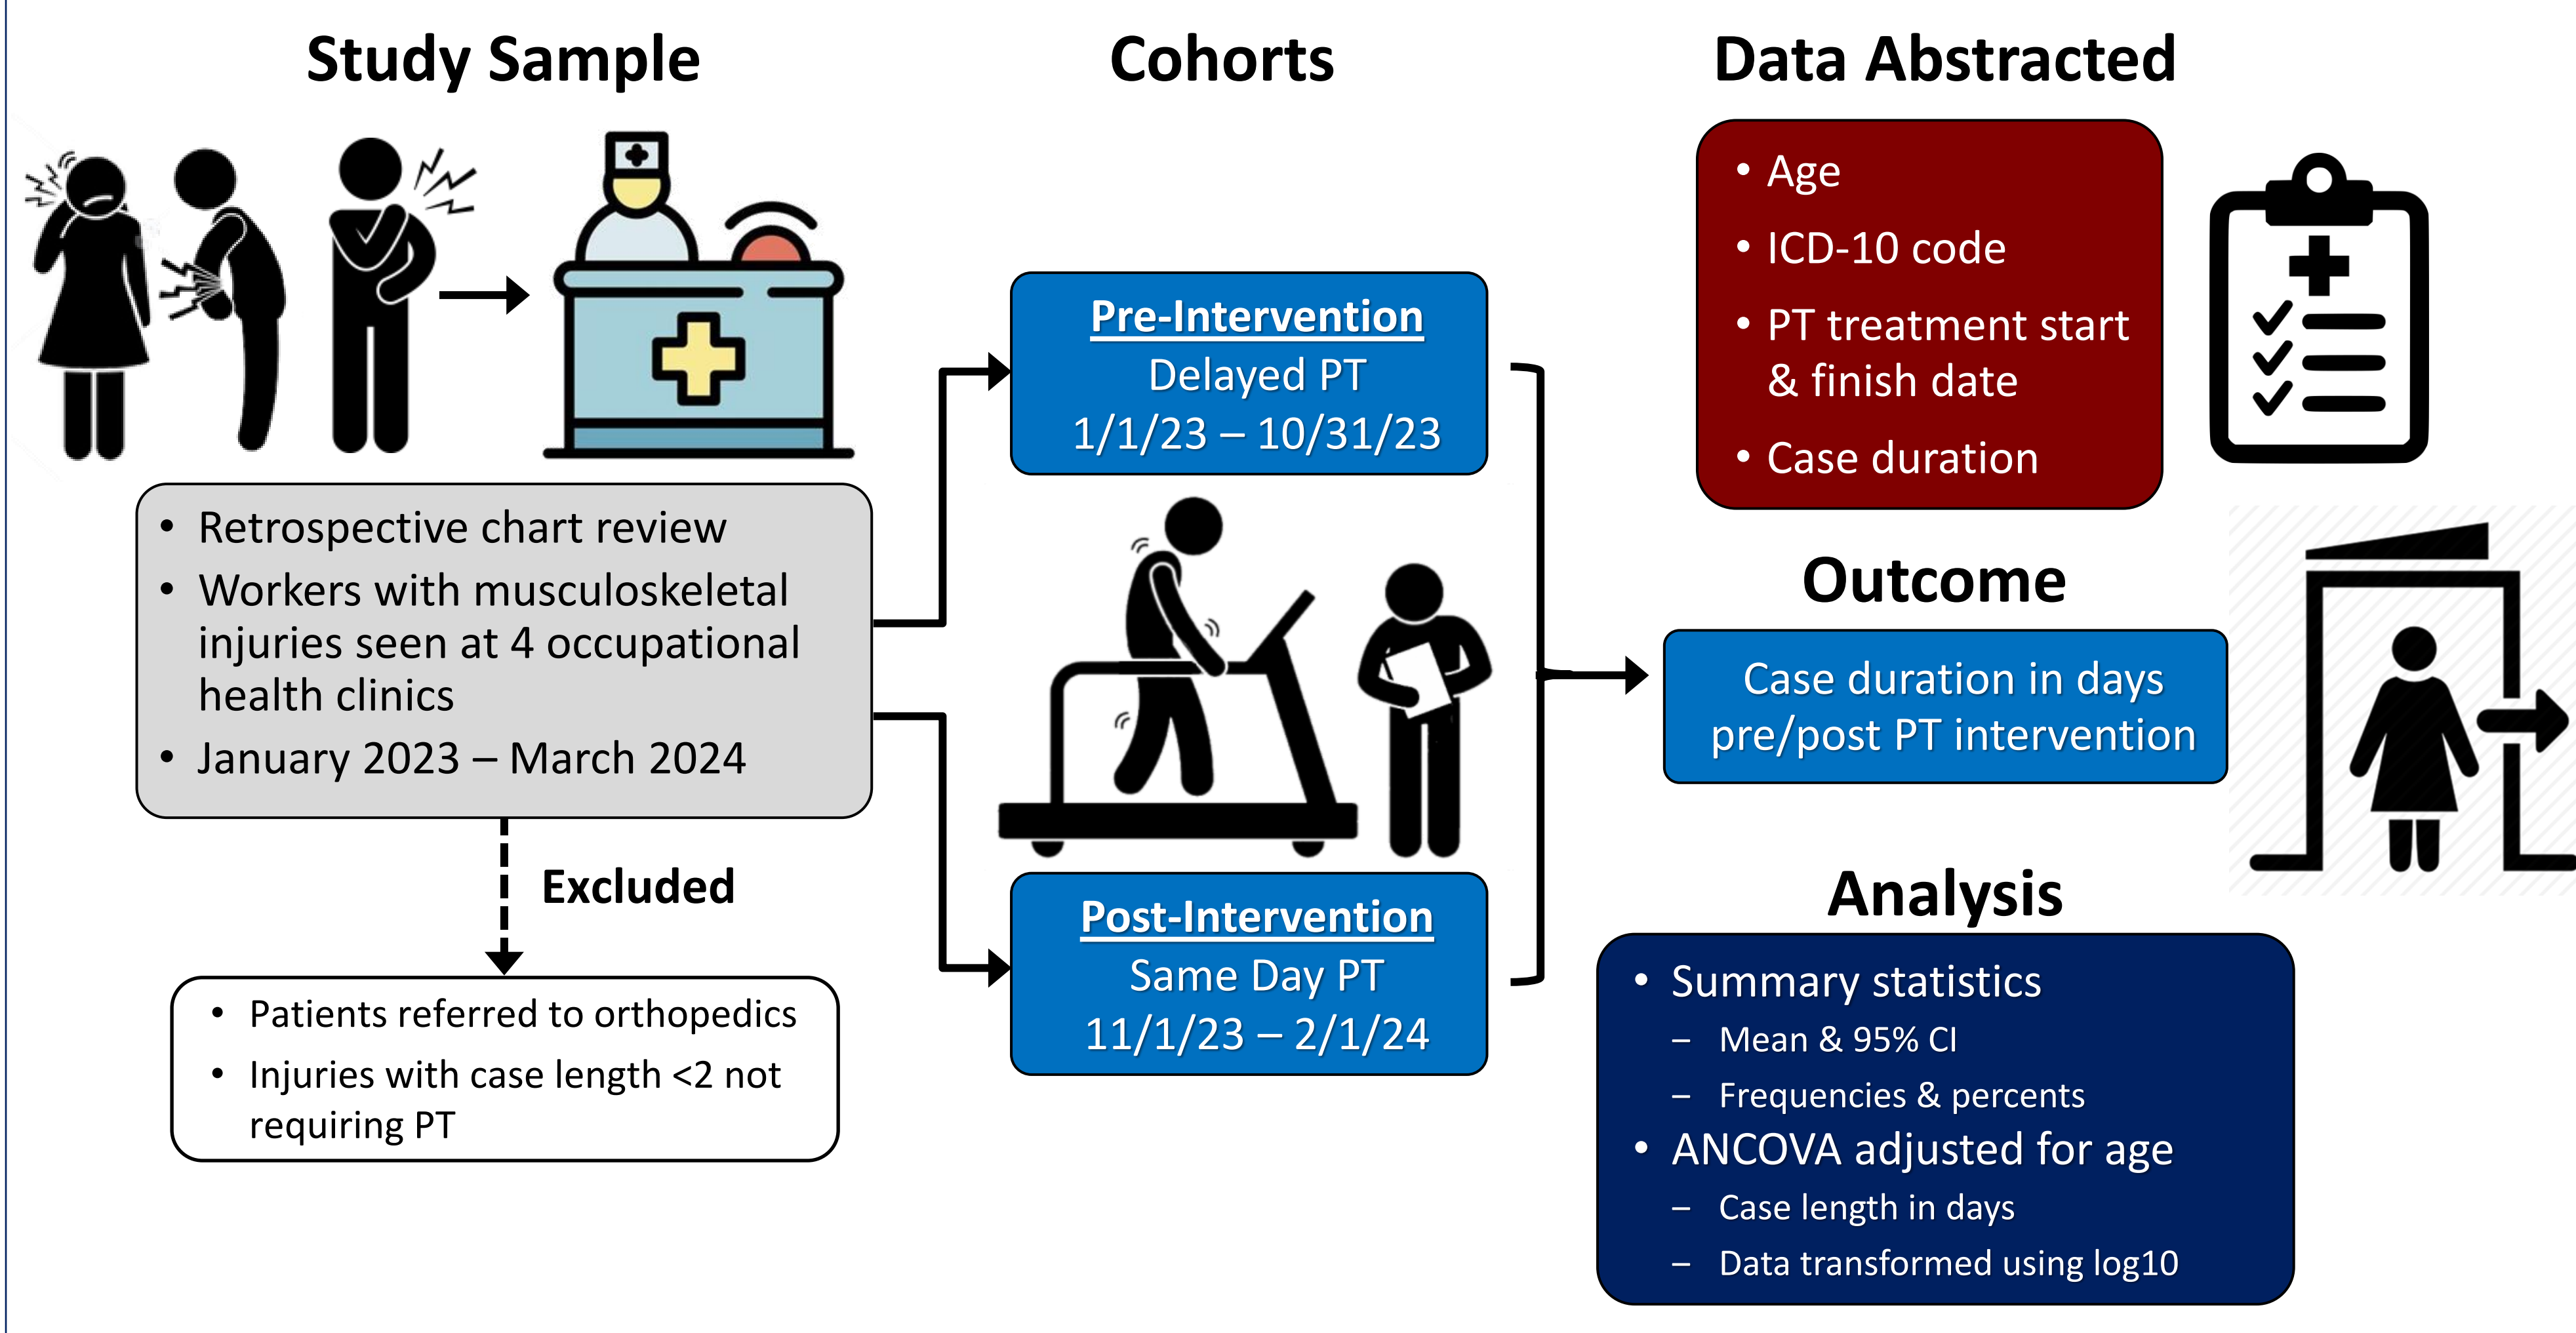 Study Sample
• Retrospective chart review
• Workers with musculoskeletal
injuries seen at 4 occupational
health clinics
• January 2023 – March 2024
Excluded
• Patients referred to orthopedics
• Injuries with case length <2 not
requiring PT
Cohorts
Pre-Intervention
Delayed PT
1/1/23 – 10/31/23
Post-Intervention
Same Day PT
11/1/23 – 2/1/24
Data Abstracted
• Age
• ICD-10 code
• PT treatment start
& finish date
• Case duration
Outcome
Case duration in days
pre/post PT intervention
Analysis
• Summary statistics
– Mean & 95% CI
– Frequencies & percents
• ANCOVA adjusted for age
– Case length in days
– Data transformed using log10